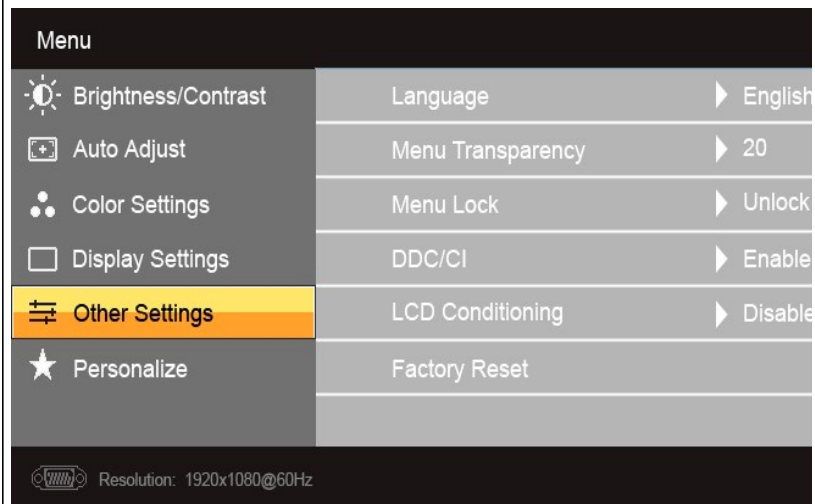 Menu
Brightness/Contrast
Auto Adjust
Color Settings
Display Settings
Other Settings
Personalize
Language English
Menu Transparency 20
Menu Lock Unlock
DDC/CI Enable
LCD Conditioning Disable
Factory Reset
Resolution: 1920x1080@60Hz